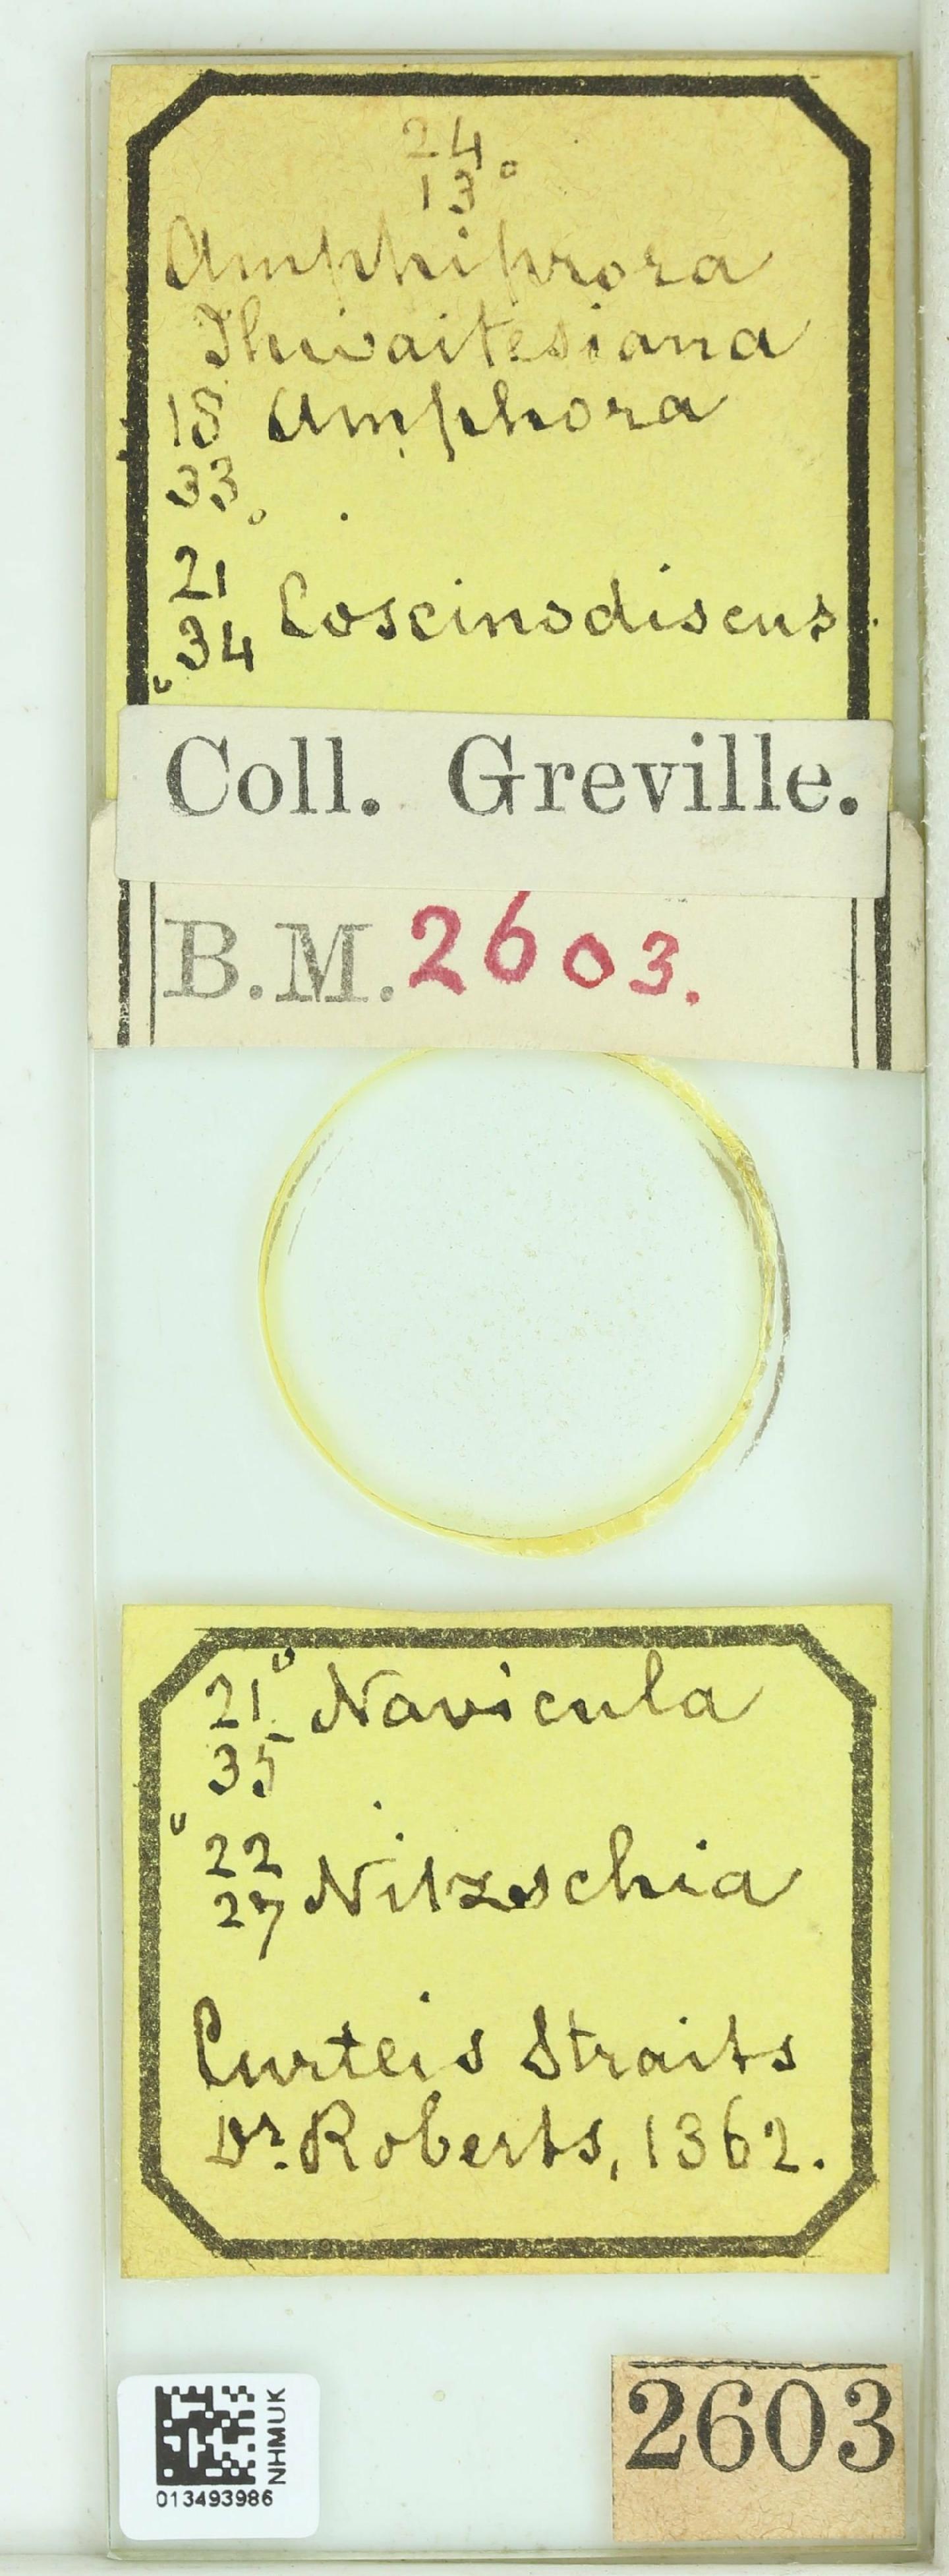 24
13
Amphiprora
Thwaitesiana
18 Amphora
33
21
34 Coscinodiscus
Coll. Greville.
B.M. 2603.
21 Navicula
35
22
27 Nitzschia
Curteis Straits
Dr. Roberts, 1362.
NHMUK
013493986
2603